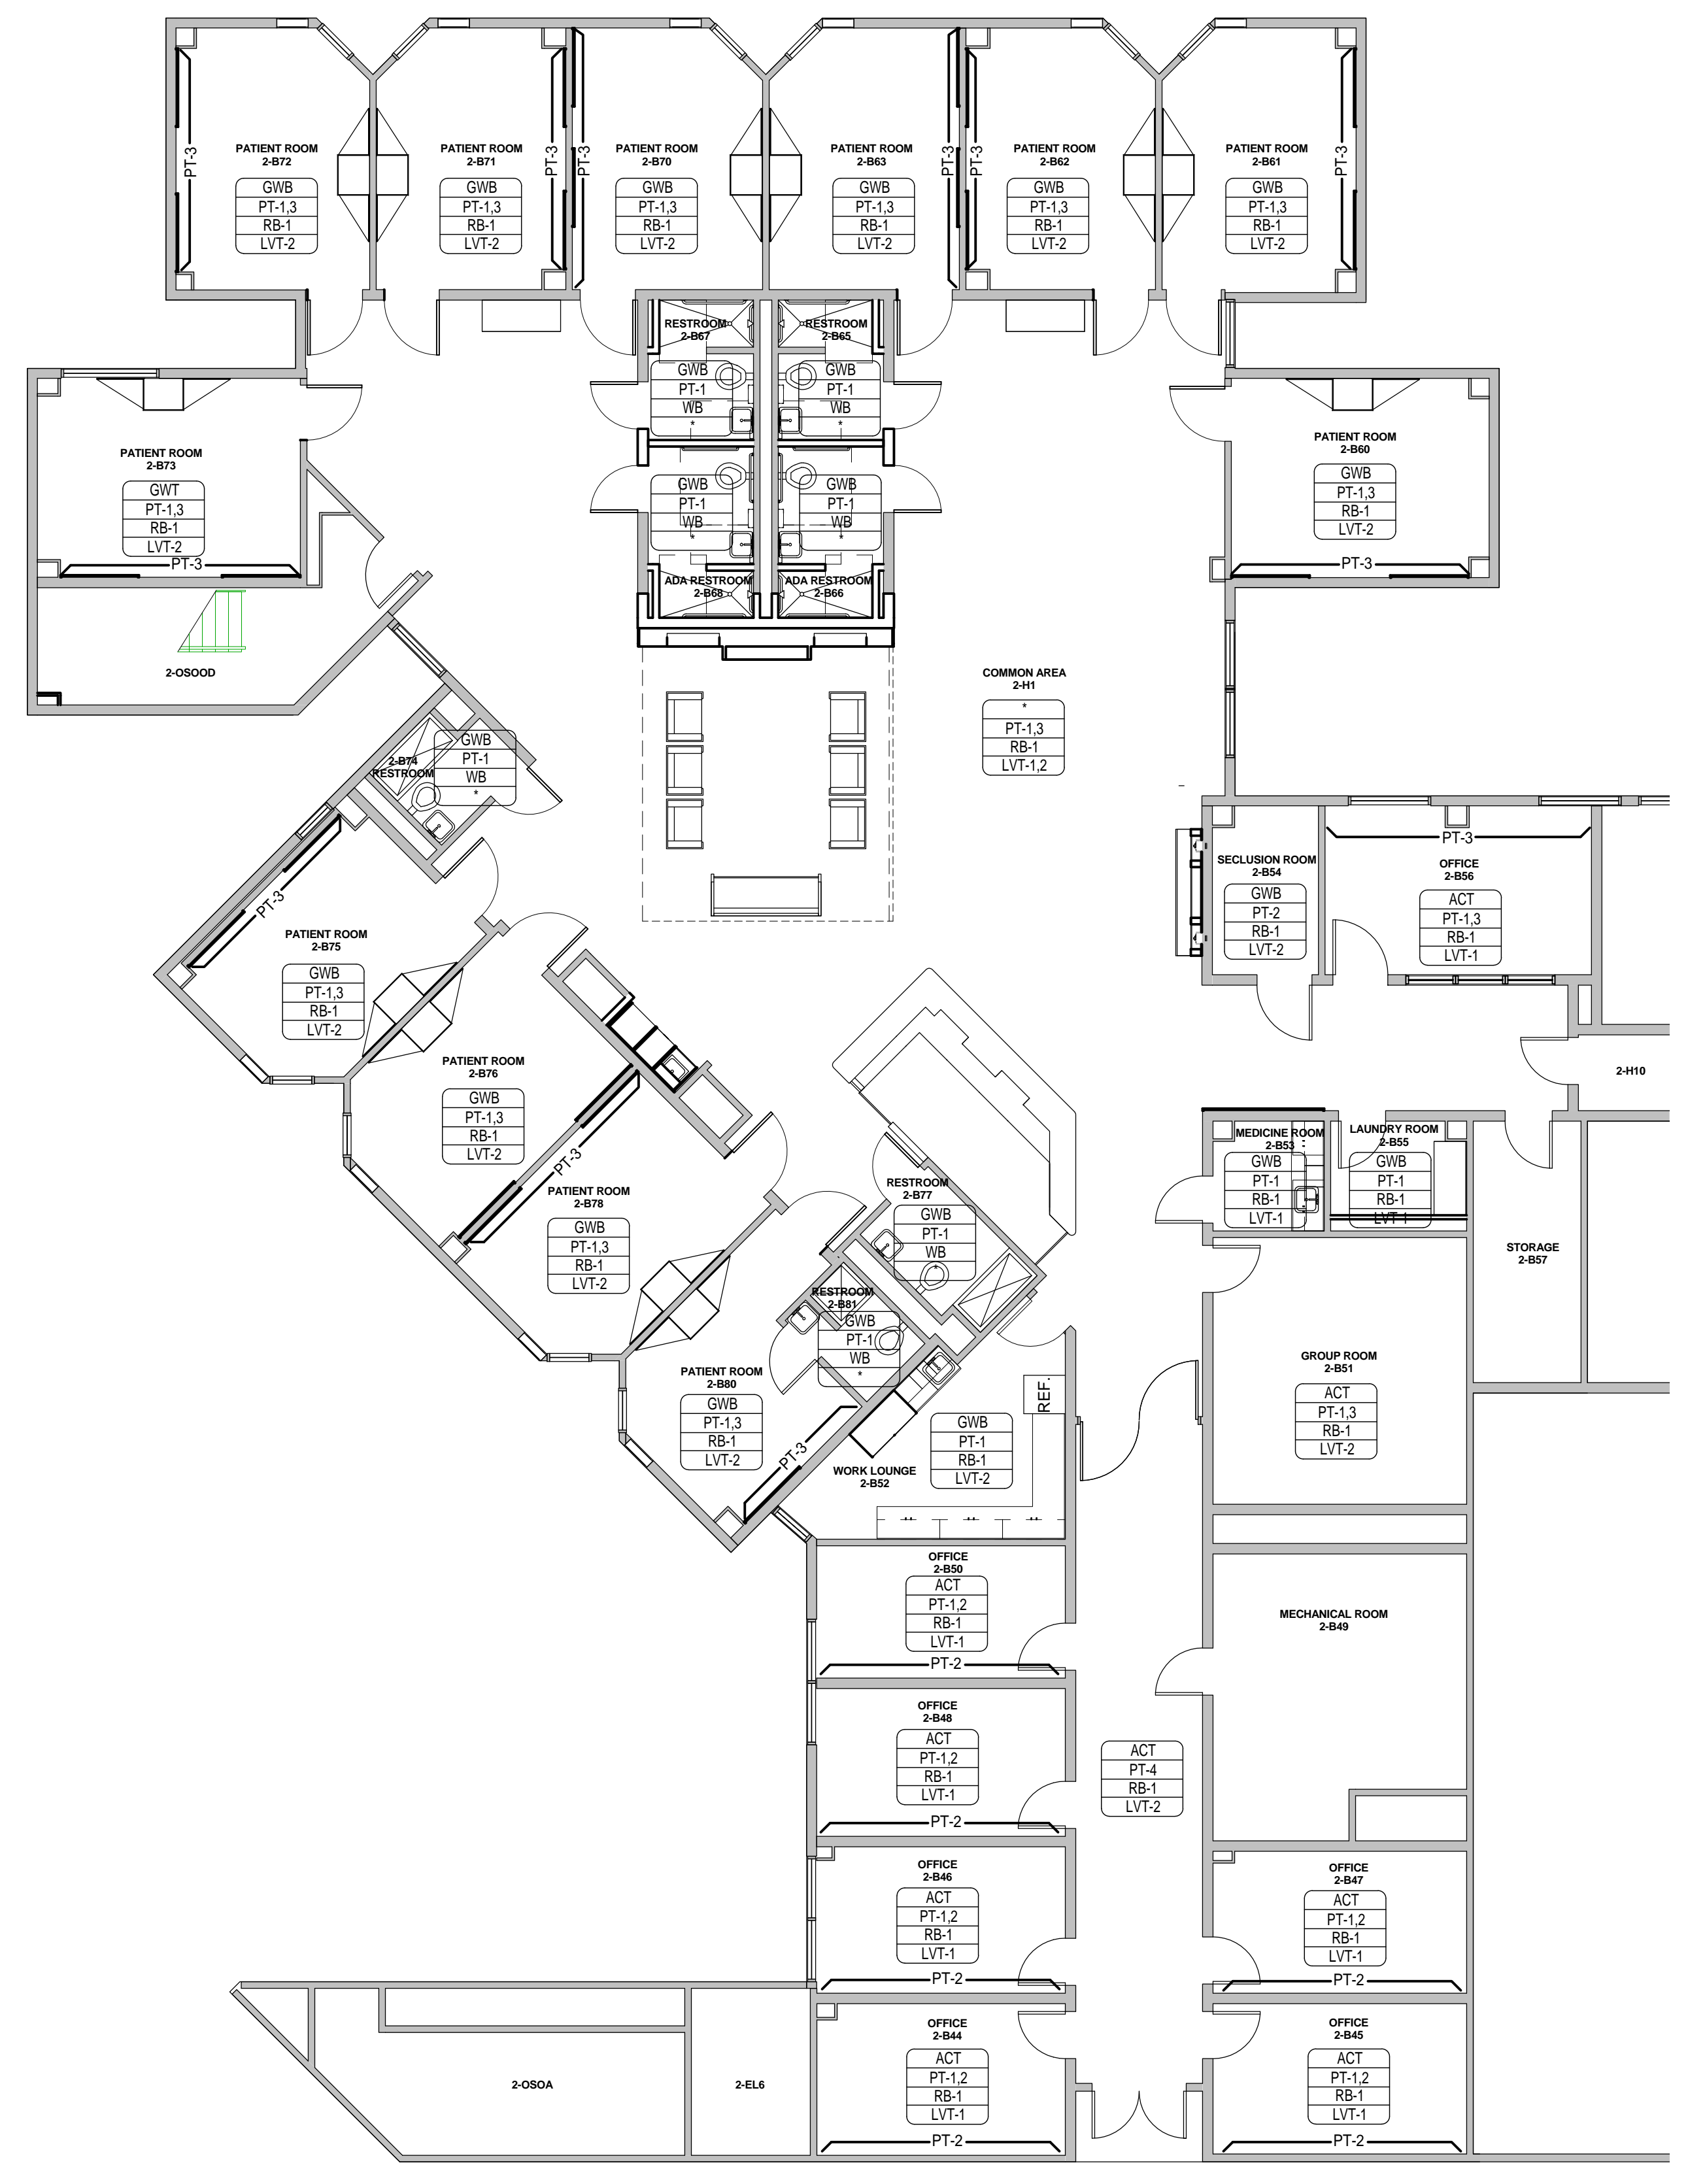 PATIENT ROOM
2-B72
GWB
PT-1,3
RB-1
LVT-2
PT-3
PATIENT ROOM
2-B71
GWB
PT-1,3
RB-1
LVT-2
PT-3
PATIENT ROOM
2-B70
GWB
PT-1,3
RB-1
LVT-2
PT-3
PATIENT ROOM
2-B63
GWB
PT-1,3
RB-1
LVT-2
PT-3
PATIENT ROOM
2-B62
GWB
PT-1,3
RB-1
LVT-2
PT-3
PATIENT ROOM
2-B61
GWB
PT-1,3
RB-1
LVT-2
PT-3
RESTROOM
2-B67
GWB
PT-1
WB
*
RESTROOM
2-B65
GWB
PT-1
WB
*
GWB
PT-1
WB
*
ADA RESTROOM
2-B68
GWB
PT-1
WB
*
ADA RESTROOM
2-B66
PATIENT ROOM
2-B73
GWT
PT-1,3
RB-1
LVT-2
PT-3
PATIENT ROOM
2-B60
GWB
PT-1,3
RB-1
LVT-2
PT-3
2-OSOOD
COMMON AREA
2-H1
*
PT-1,3
RB-1
LVT-1,2
2-B74
RESTROOM
GWB
PT-1
WB
*
SECLUSION ROOM
2-B54
GWB
PT-2
RB-1
LVT-2
PT-3
OFFICE
2-B56
ACT
PT-1,3
RB-1
LVT-1
PT-3
PATIENT ROOM
2-B75
GWB
PT-1,3
RB-1
LVT-2
PATIENT ROOM
2-B76
GWB
PT-1,3
RB-1
LVT-2
PT-3
PATIENT ROOM
2-B78
GWB
PT-1,3
RB-1
LVT-2
2-H10
MEDICINE ROOM
2-B53
GWB
PT-1
RB-1
LVT-1
LAUNDRY ROOM
2-B55
GWB
PT-1
RB-1
LVT-1
STORAGE
2-B57
RESTROOM
2-B77
GWB
PT-1
WB
*
RESTROOM
2-B81
GWB
PT-1
WB
*
PATIENT ROOM
2-B80
GWB
PT-1,3
RB-1
LVT-2
PT-3
REF.
GWB
PT-1
RB-1
LVT-2
WORK LOUNGE
2-B52
GROUP ROOM
2-B51
ACT
PT-1,3
RB-1
LVT-2
OFFICE
2-B50
ACT
PT-1,2
RB-1
LVT-1
PT-2
MECHANICAL ROOM
2-B49
OFFICE
2-B48
ACT
PT-1,2
RB-1
LVT-1
PT-2
ACT
PT-4
RB-1
LVT-2
OFFICE
2-B46
ACT
PT-1,2
RB-1
LVT-1
PT-2
OFFICE
2-B47
ACT
PT-1,2
RB-1
LVT-1
PT-2
2-OSOA
2-EL6
OFFICE
2-B44
ACT
PT-1,2
RB-1
LVT-1
PT-2
OFFICE
2-B45
ACT
PT-1,2
RB-1
LVT-1
PT-2